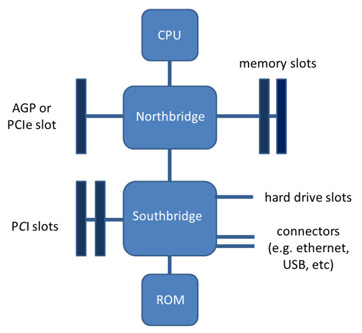 CPU
memory slots
AGP or
PCIe slot
Northbridge
PCI slots
Southbridge
hard drive slots
connectors
(e.g. ethernet,
USB, etc)
ROM